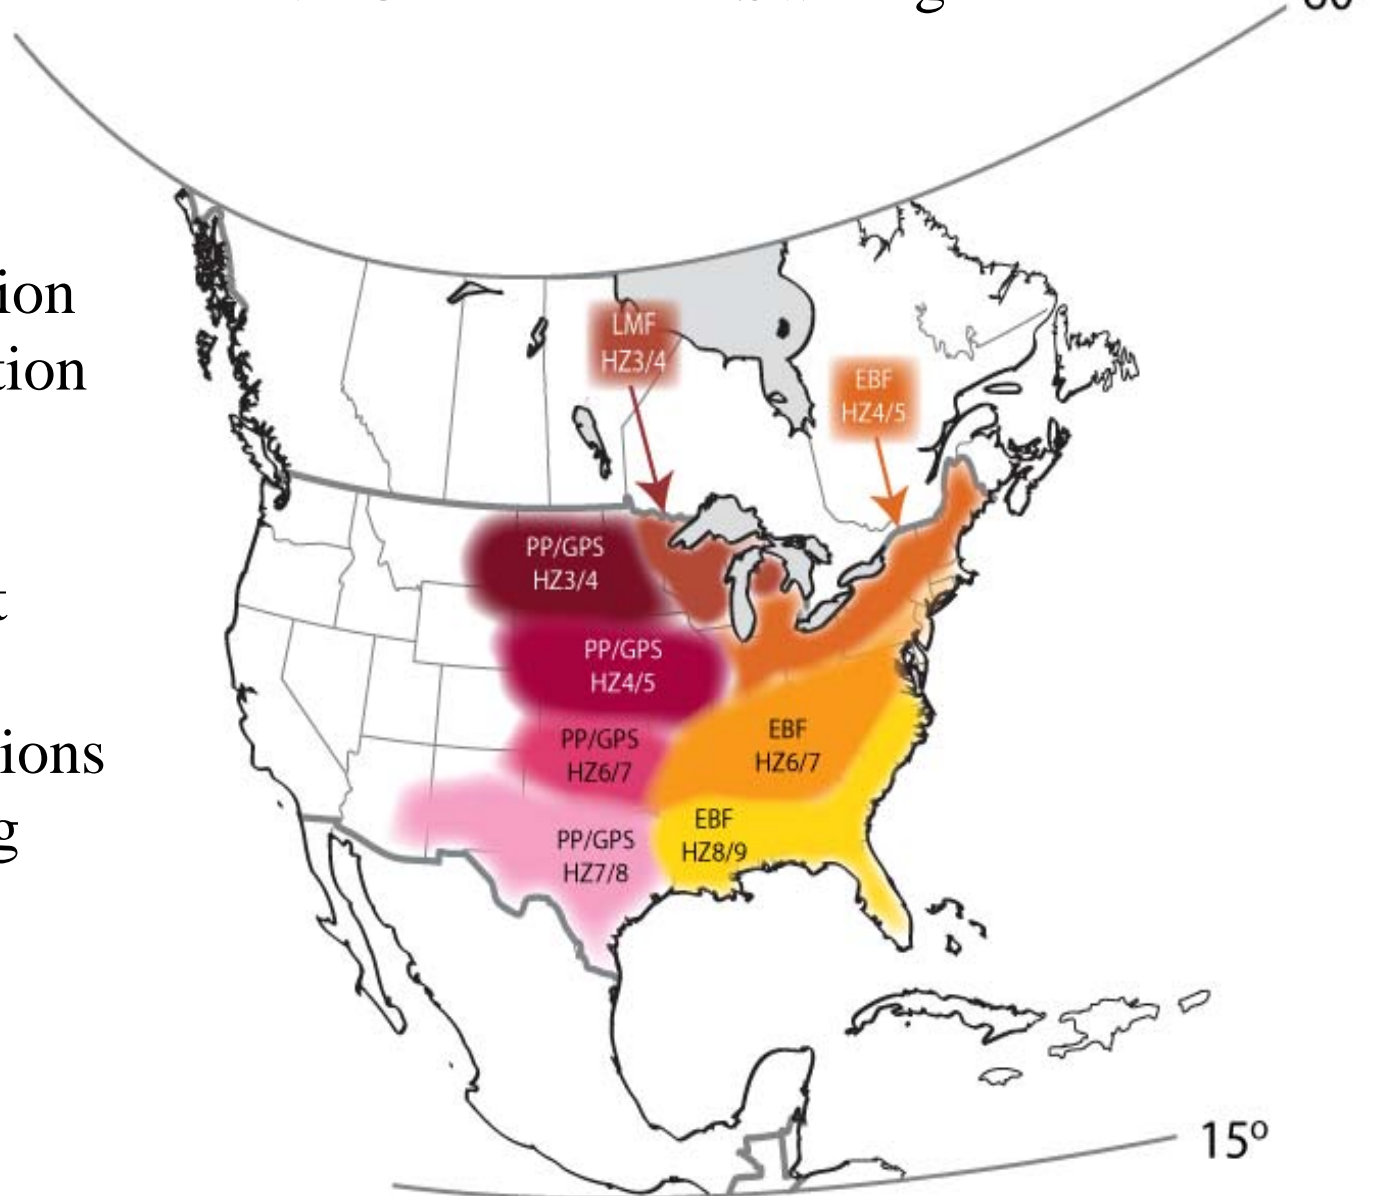 ion
tion
t
ions
g
LMF
HZ3/4
EBF
HZ4/5
PP/GPS
HZ3/4
PP/GPS
HZ4/5
PP/GPS
HZ6/7
EBF
HZ6/7
PP/GPS
HZ7/8
EBF
HZ8/9
15º